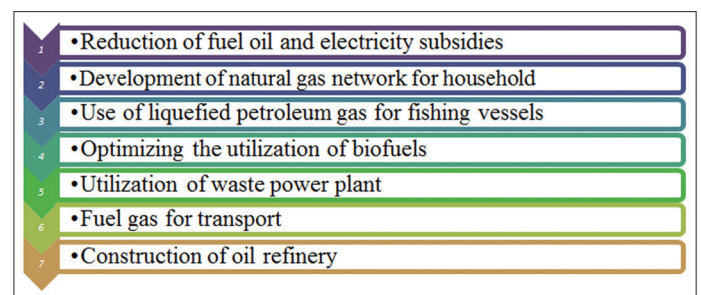 1 •Reduction of fuel oil and electricity subsidies
2 •Development of natural gas network for household
3 •Use of liquefied petroleum gas for fishing vessels
4 •Optimizing the utilization of biofuels
5 •Utilization of waste power plant
6 •Fuel gas for transport
7 •Construction of oil refinery